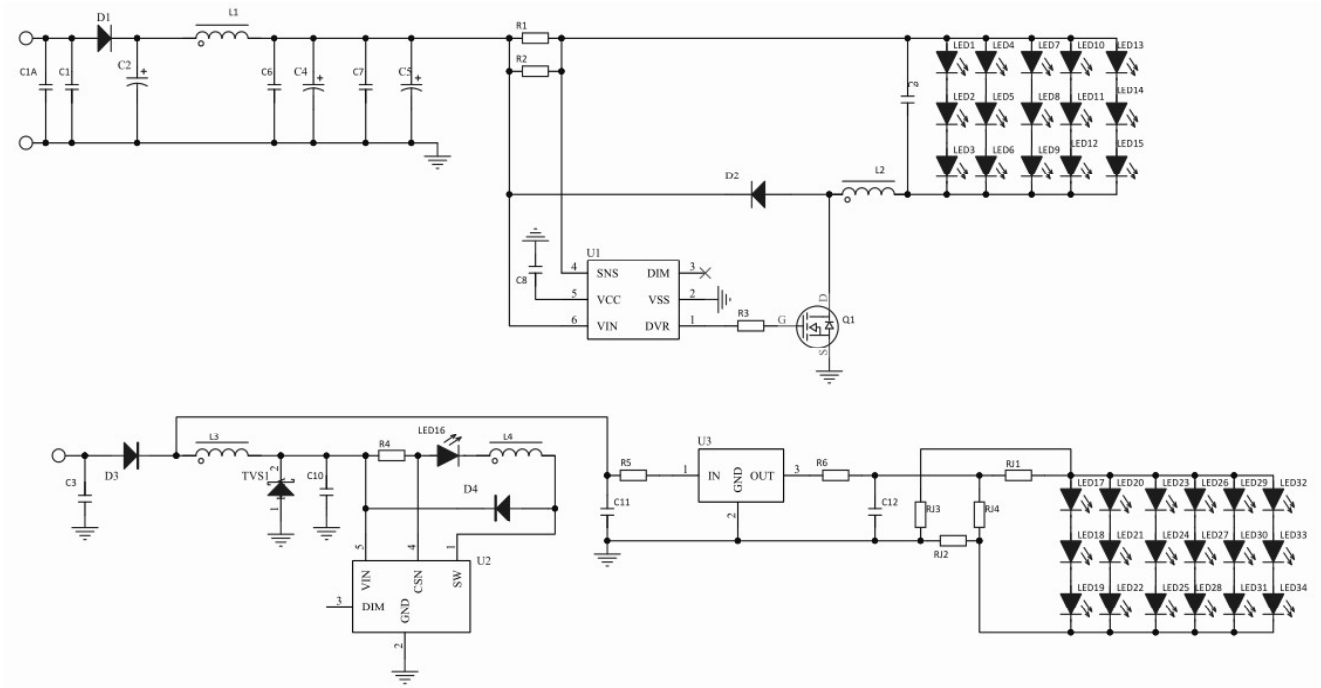 D1 L1
C1A C1 C2 C6 C4 C7 C5
R1
R2
C9
LED1 LED4 LED7 LED10 LED13
LED2 LED5 LED8 LED11 LED14
LED3 LED6 LED9 LED12 LED15
D2 L2
U1
C8
4 SNS DIM 3
5 VCC VSS 2
6 VIN DVR 1
R3 G D S Q1
L3 R4 LED16 L4
D3 C3 TVS1 2 1 C10
D4
5 4 1 U2
VIN CSN SW
3 DIM GND
2
U3
R5 1 IN GND OUT 3 R6
2
C11 C12
RJ1
RJ3 RJ4
RJ2
LED17 LED20 LED23 LED26 LED29 LED32
LED18 LED21 LED24 LED27 LED30 LED33
LED19 LED22 LED25 LED28 LED31 LED34